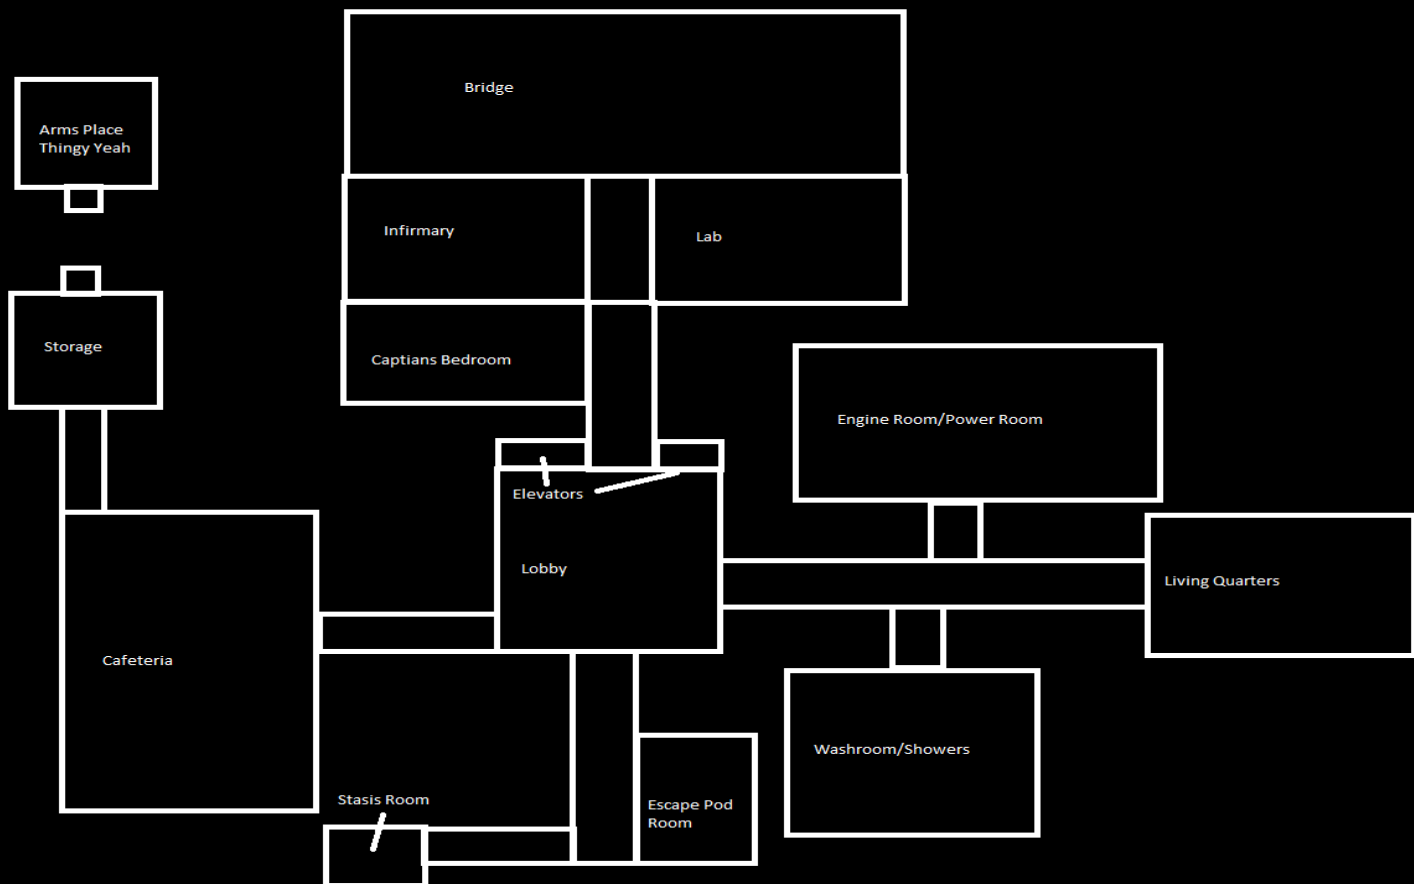 Bridge
Arms Place
Thingy Yeah
Infirmary
Lab
Storage
Captians Bedroom
Engine Room/Power Room
Elevators
Lobby
Living Quarters
Cafeteria
Washroom/Showers
Stasis Room
Escape Pod
Room